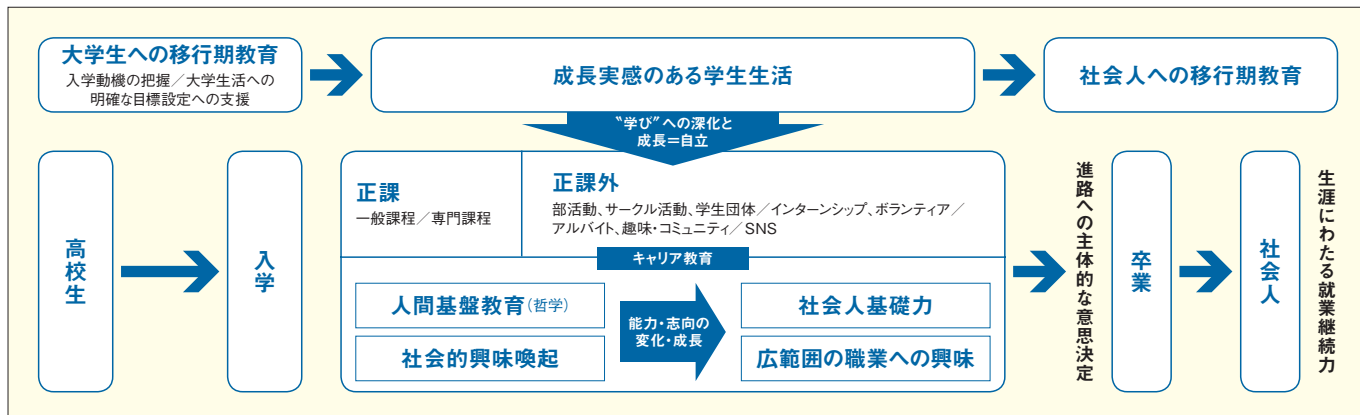 大学生への移行期教育
入学動機の把握／大学生活への
明確な目標設定への支援
成長実感のある学生生活
社会人への移行期教育
“学び”への深化と
成長＝自立
高校生
入学
正課
一般課程／専門課程
正課外
部活動、サークル活動、学生団体／インターンシップ、ボランティア／
アルバイト、趣味・コミュニティ／SNS
キャリア教育
人間基盤教育（哲学）
社会的興味喚起
能力・志向の
変化・成長
社会人基礎力
広範囲の職業への興味
進路への主体的な意思決定
卒業
社会人
生涯にわたる就業継続力